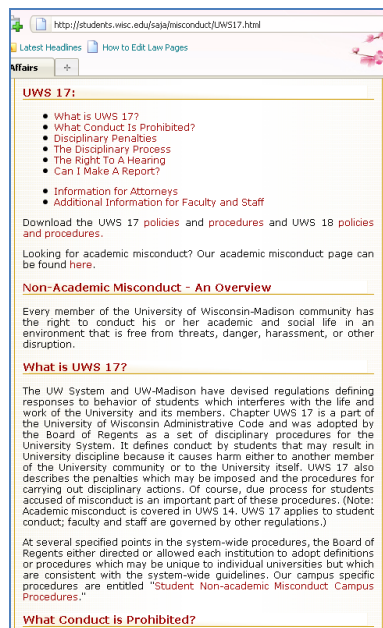 http://students.wisc.edu/saja/misconduct/UWS17.html
Latest Headlines How to Edit Law Pages
Affairs
UWS 17:
What is UWS 17?
What Conduct Is Prohibited?
Disciplinary Penalties
The Disciplinary Process
The Right To A Hearing
Can I Make A Report?
Information for Attorneys
Additional Information for Faculty and Staff
Download the UWS 17 policies and procedures and UWS 18 policies
and procedures.
Looking for academic misconduct? Our academic misconduct page can
be found here.
Non-Academic Misconduct - An Overview
Every member of the University of Wisconsin-Madison community has
the right to conduct his or her academic and social life in an
environment that is free from threats, danger, harassment, or other
disruption.
What is UWS 17?
The UW System and UW-Madison have devised regulations defining
responses to behavior of students which interferes with the life and
work of the University and its members. Chapter UWS 17 is a part of
the University of Wisconsin Administrative Code and was adopted by
the Board of Regents as a set of disciplinary procedures for the
University System. It defines conduct by students that may result in
University discipline because it causes harm either to another member
of the University community or to the University itself. UWS 17 also
describes the penalties which may be imposed and the procedures for
carrying out disciplinary actions. Of course, due process for students
accused of misconduct is an important part of these procedures. (Note:
Academic misconduct is covered in UWS 14. UWS 17 applies to student
conduct; faculty and staff are governed by other regulations.)
At several specified points in the system-wide procedures, the Board of
Regents either directed or allowed each institution to adopt definitions
or procedures which may be unique to individual universities but which
are consistent with the system-wide guidelines. Our campus specific
procedures are entitled "Student Non-academic Misconduct Campus
Procedures."
What Conduct is Prohibited?